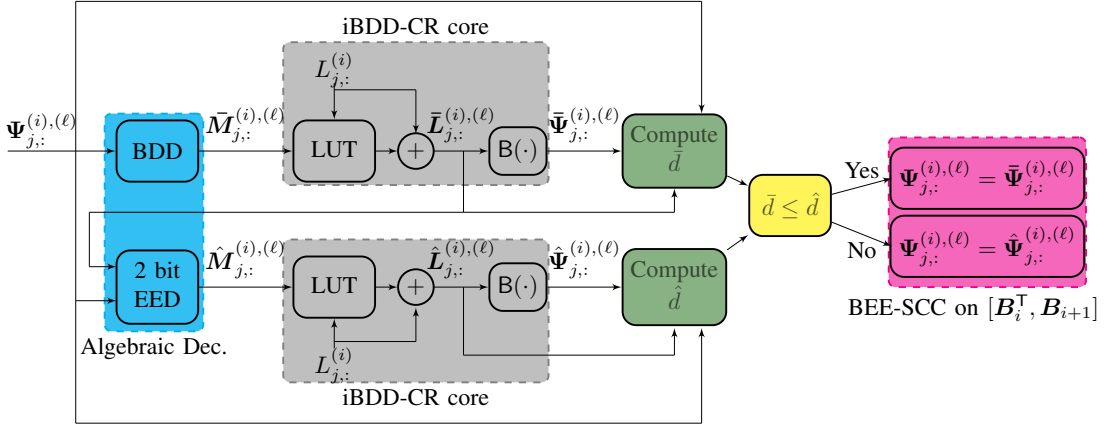 iBDD-CR core
L_{j,:}^{(i)}
Ψ_{j,:}^{(i),(ℓ)}
BDD
M̄_{j,:}^{(i),(ℓ)}
LUT
+
L̄_{j,:}^{(i),(ℓ)}
B(·)
Ψ̄_{j,:}^{(i),(ℓ)}
Compute
d̄
d̄ ≤ d̂
Yes
Ψ_{j,:}^{(i),(ℓ)} = Ψ̄_{j,:}^{(i),(ℓ)}
No
Ψ_{j,:}^{(i),(ℓ)} = Ψ̂_{j,:}^{(i),(ℓ)}
BEE-SCC on [B_i^⊤, B_{i+1}]
2 bit
EED
Algebraic Dec.
M̂_{j,:}^{(i),(ℓ)}
LUT
+
L̂_{j,:}^{(i),(ℓ)}
B(·)
Ψ̂_{j,:}^{(i),(ℓ)}
Compute
d̂
L_{j,:}^{(i)}
iBDD-CR core